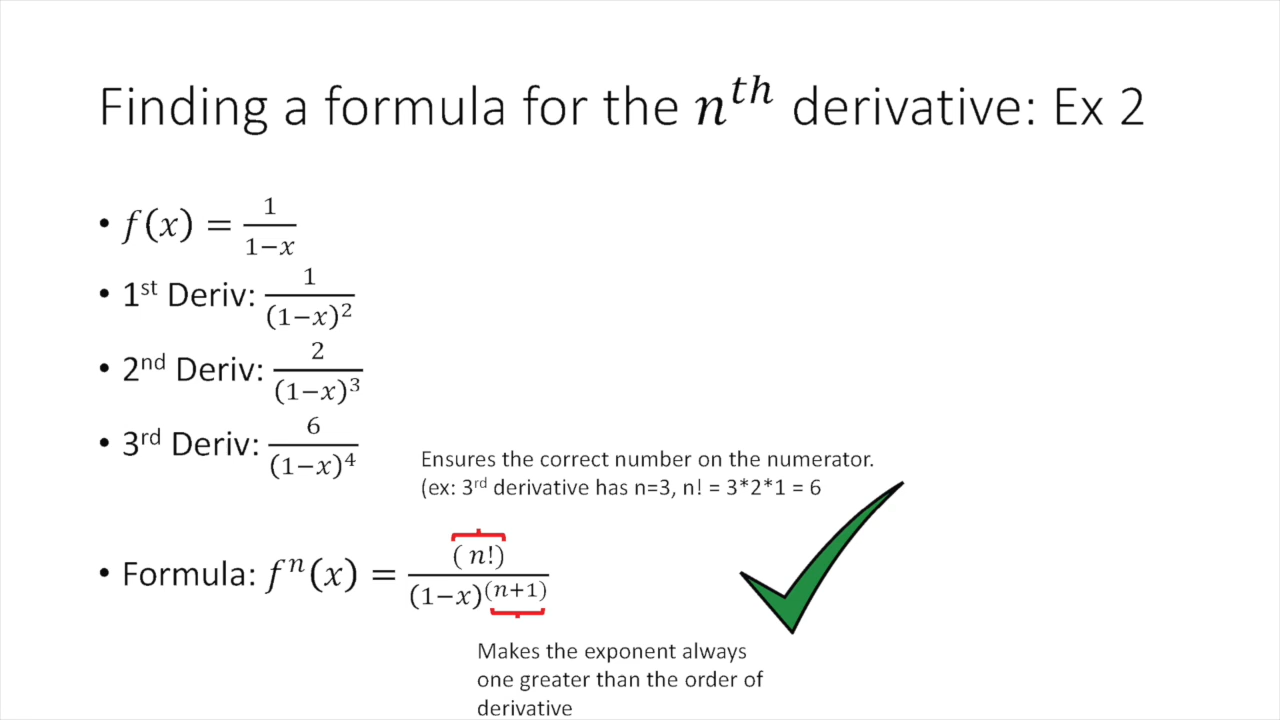 Finding a formula for the nᵗʰ derivative: Ex 2
• f(x) = 1/(1−x)
• 1st Deriv: 1/(1−x)²
• 2nd Deriv: 2/(1−x)³
• 3rd Deriv: 6/(1−x)⁴
Ensures the correct number on the numerator.
(ex: 3rd derivative has n=3, n! = 3*2*1 = 6
• Formula: fⁿ(x) = (n!)/(1−x)⁽ⁿ⁺¹⁾
Makes the exponent always
one greater than the order of
derivative